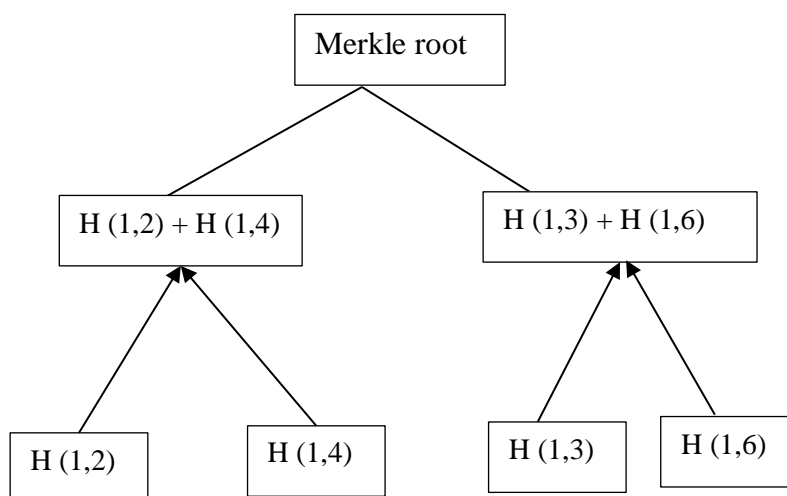 Merkle root
H (1,2) + H (1,4)
H (1,3) + H (1,6)
H (1,2)
H (1,4)
H (1,3)
H (1,6)